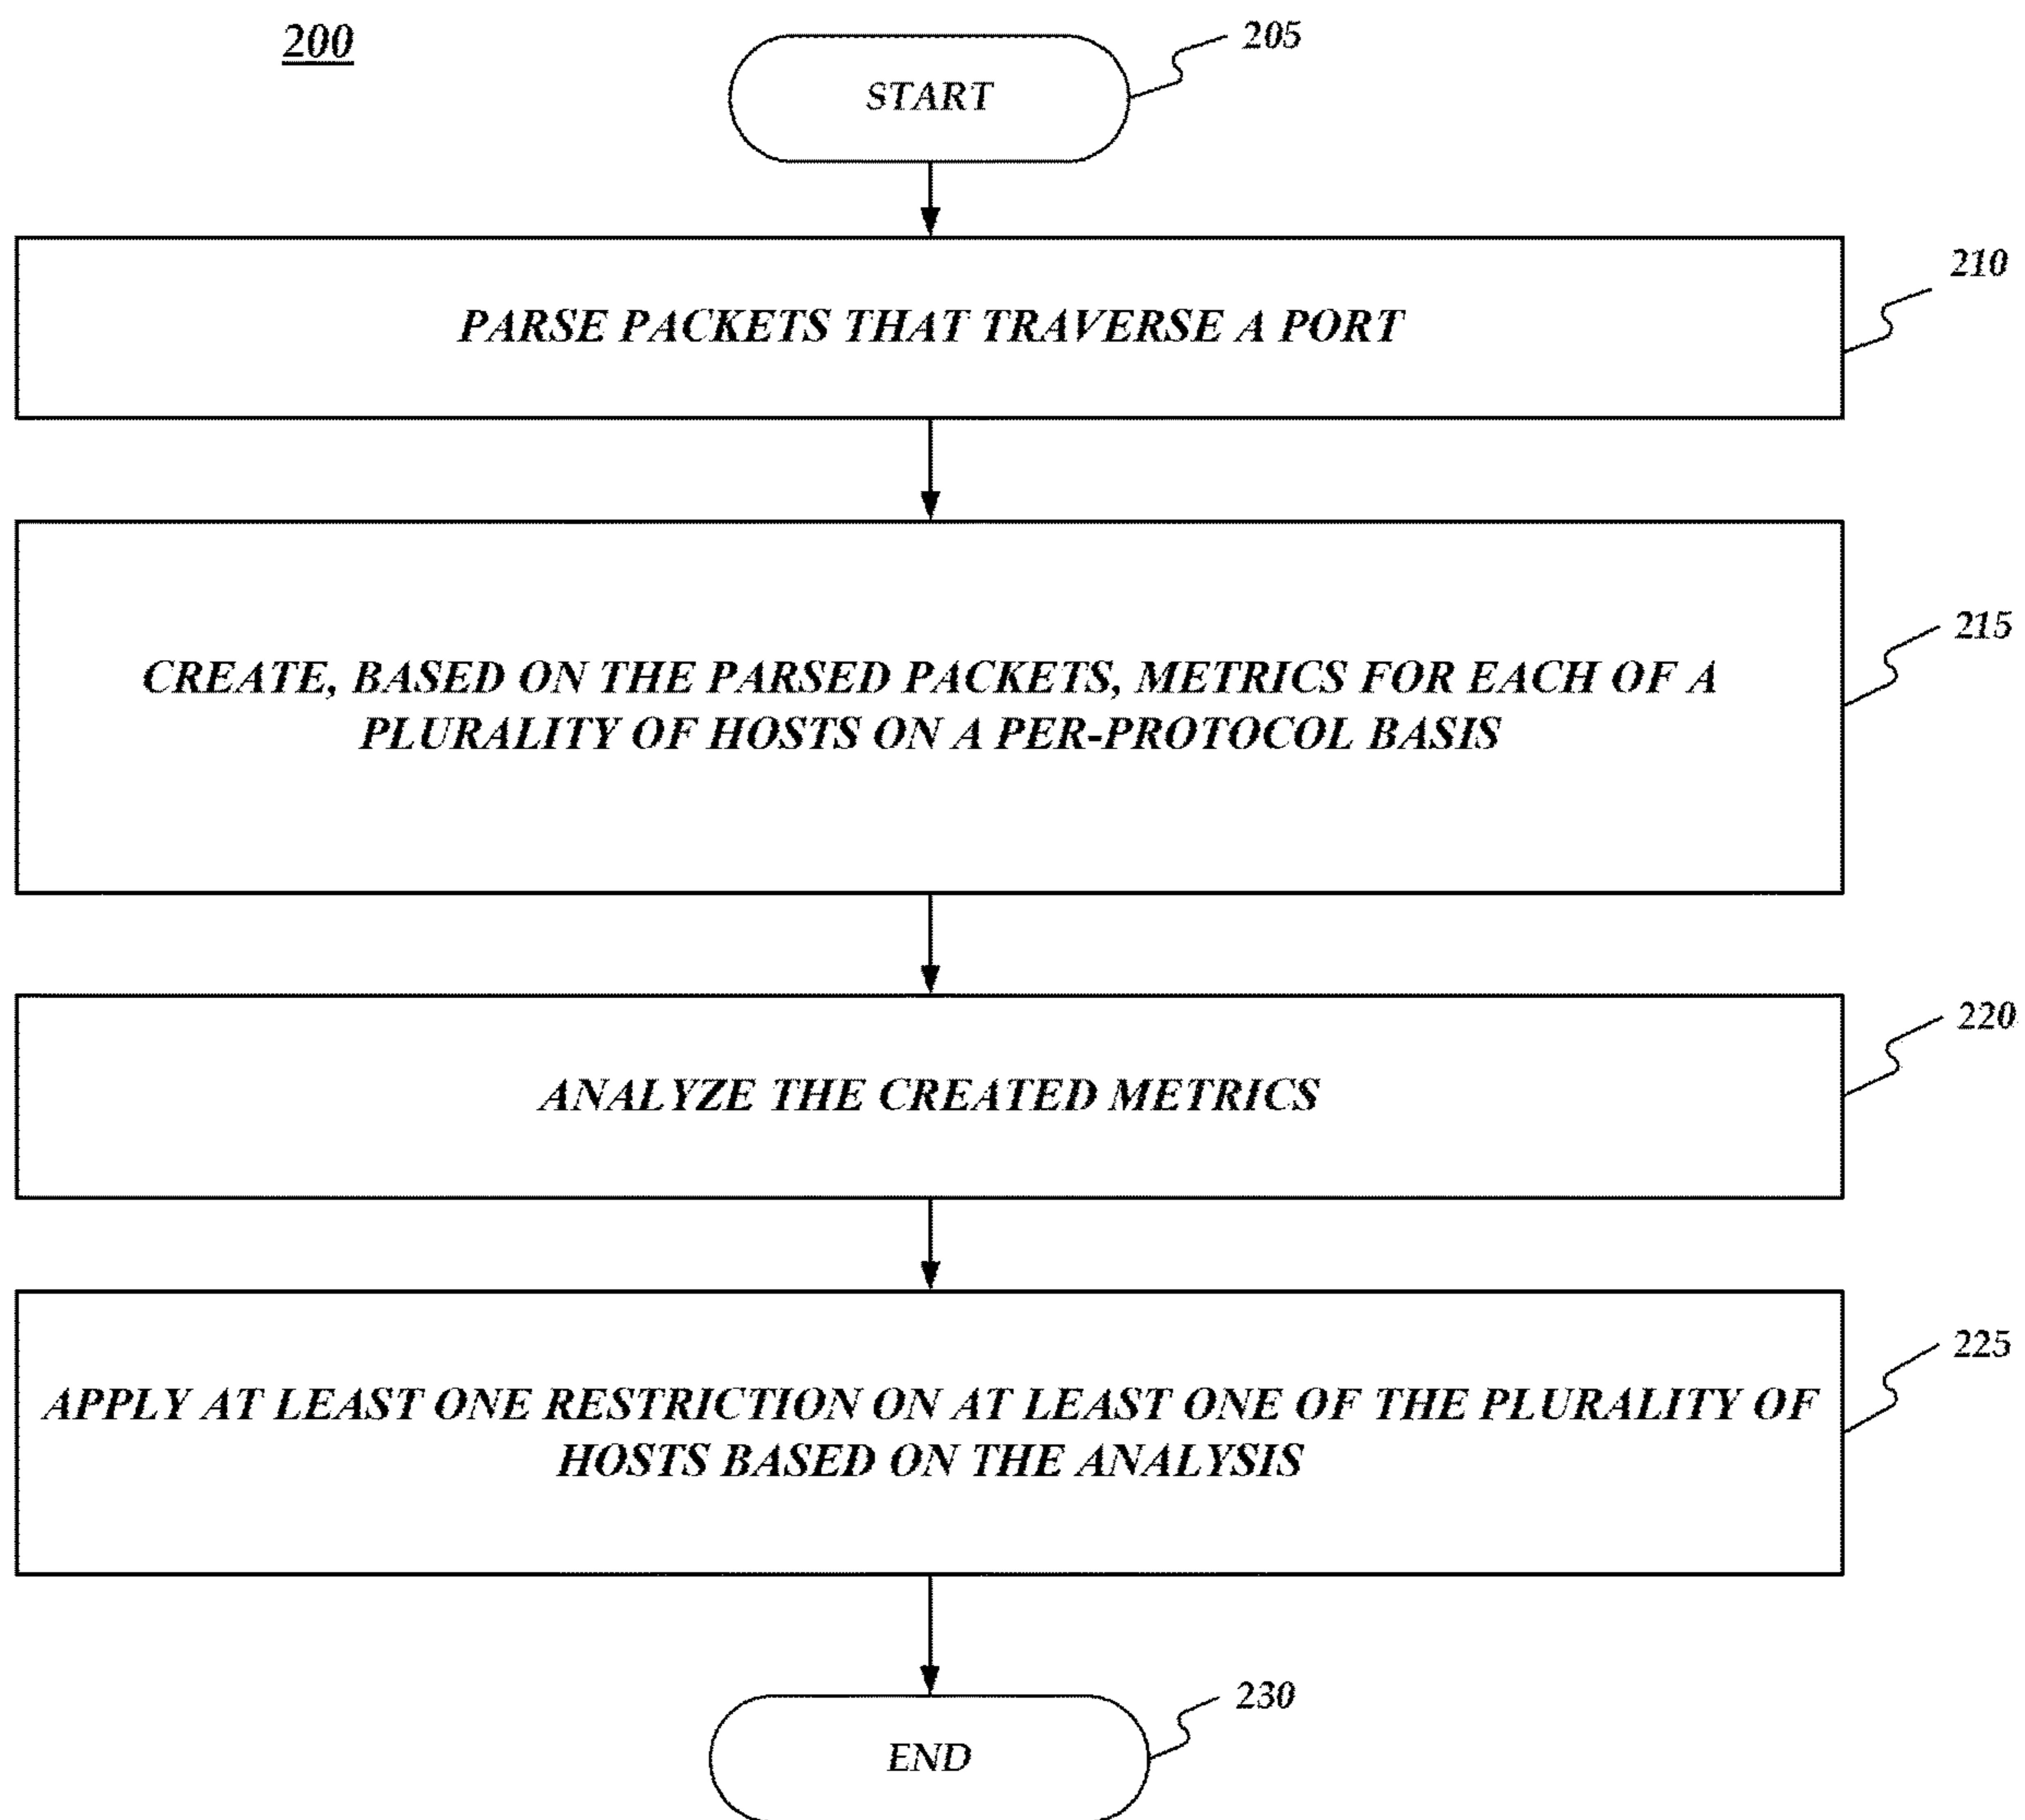 200
205
START
210
PARSE PACKETS THAT TRAVERSE A PORT
215
CREATE, BASED ON THE PARSED PACKETS, METRICS FOR EACH OF A
PLURALITY OF HOSTS ON A PER-PROTOCOL BASIS
220
ANALYZE THE CREATED METRICS
225
APPLY AT LEAST ONE RESTRICTION ON AT LEAST ONE OF THE PLURALITY OF
HOSTS BASED ON THE ANALYSIS
230
END